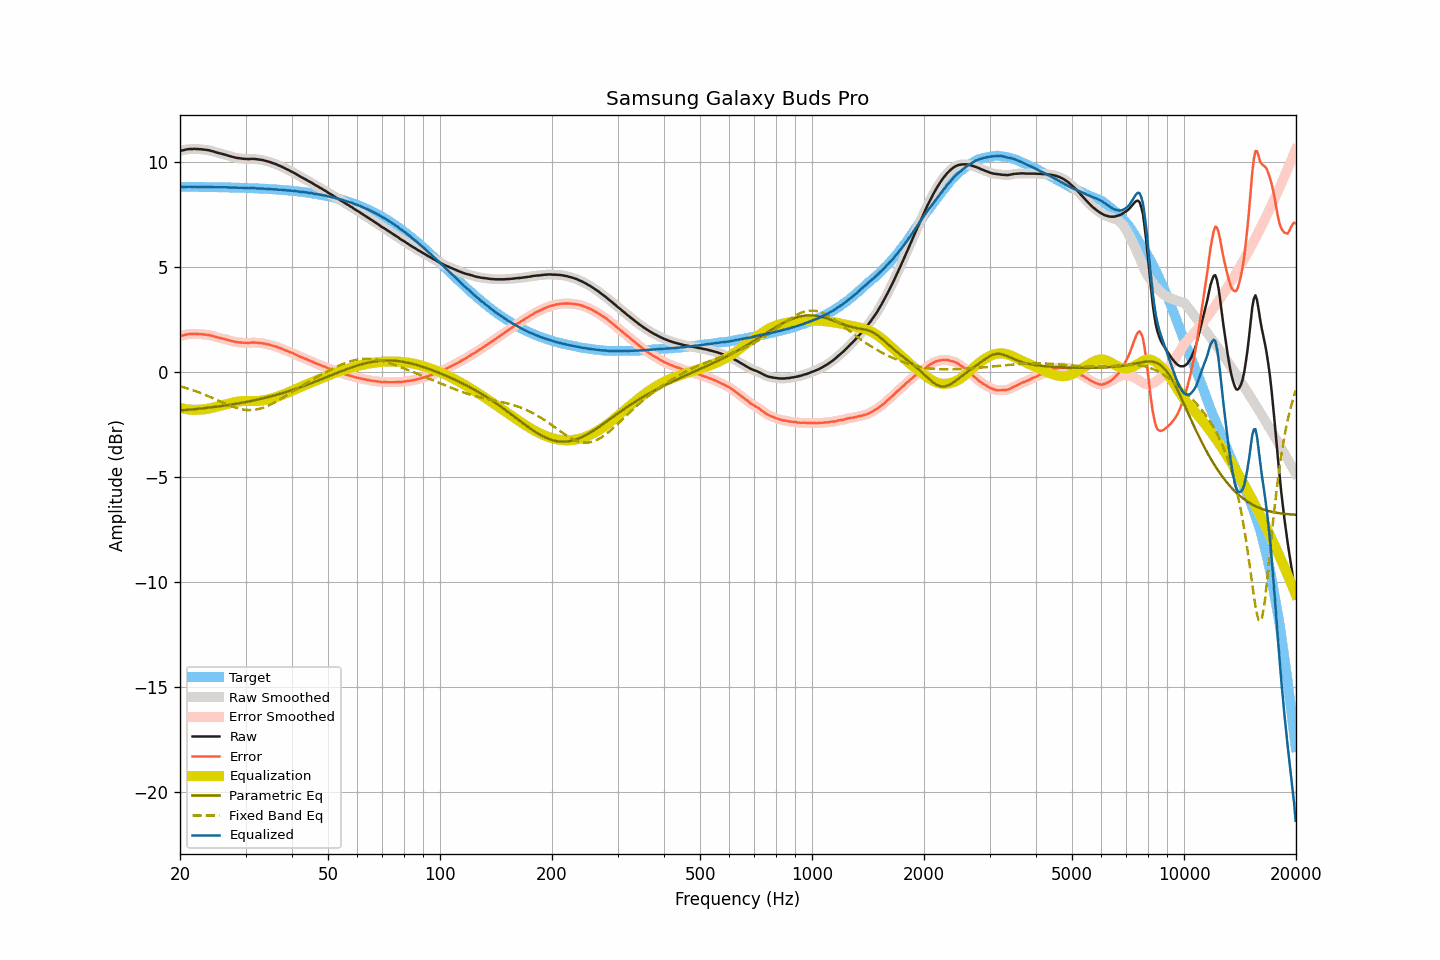 Samsung Galaxy Buds Pro
Amplitude (dBr)
10
5
0
−5
−10
−15
−20
Target
Raw Smoothed
Error Smoothed
Raw
Error
Equalization
Parametric Eq
Fixed Band Eq
Equalized
20 50 100 200 500 1000 2000 5000 10000 20000
Frequency (Hz)